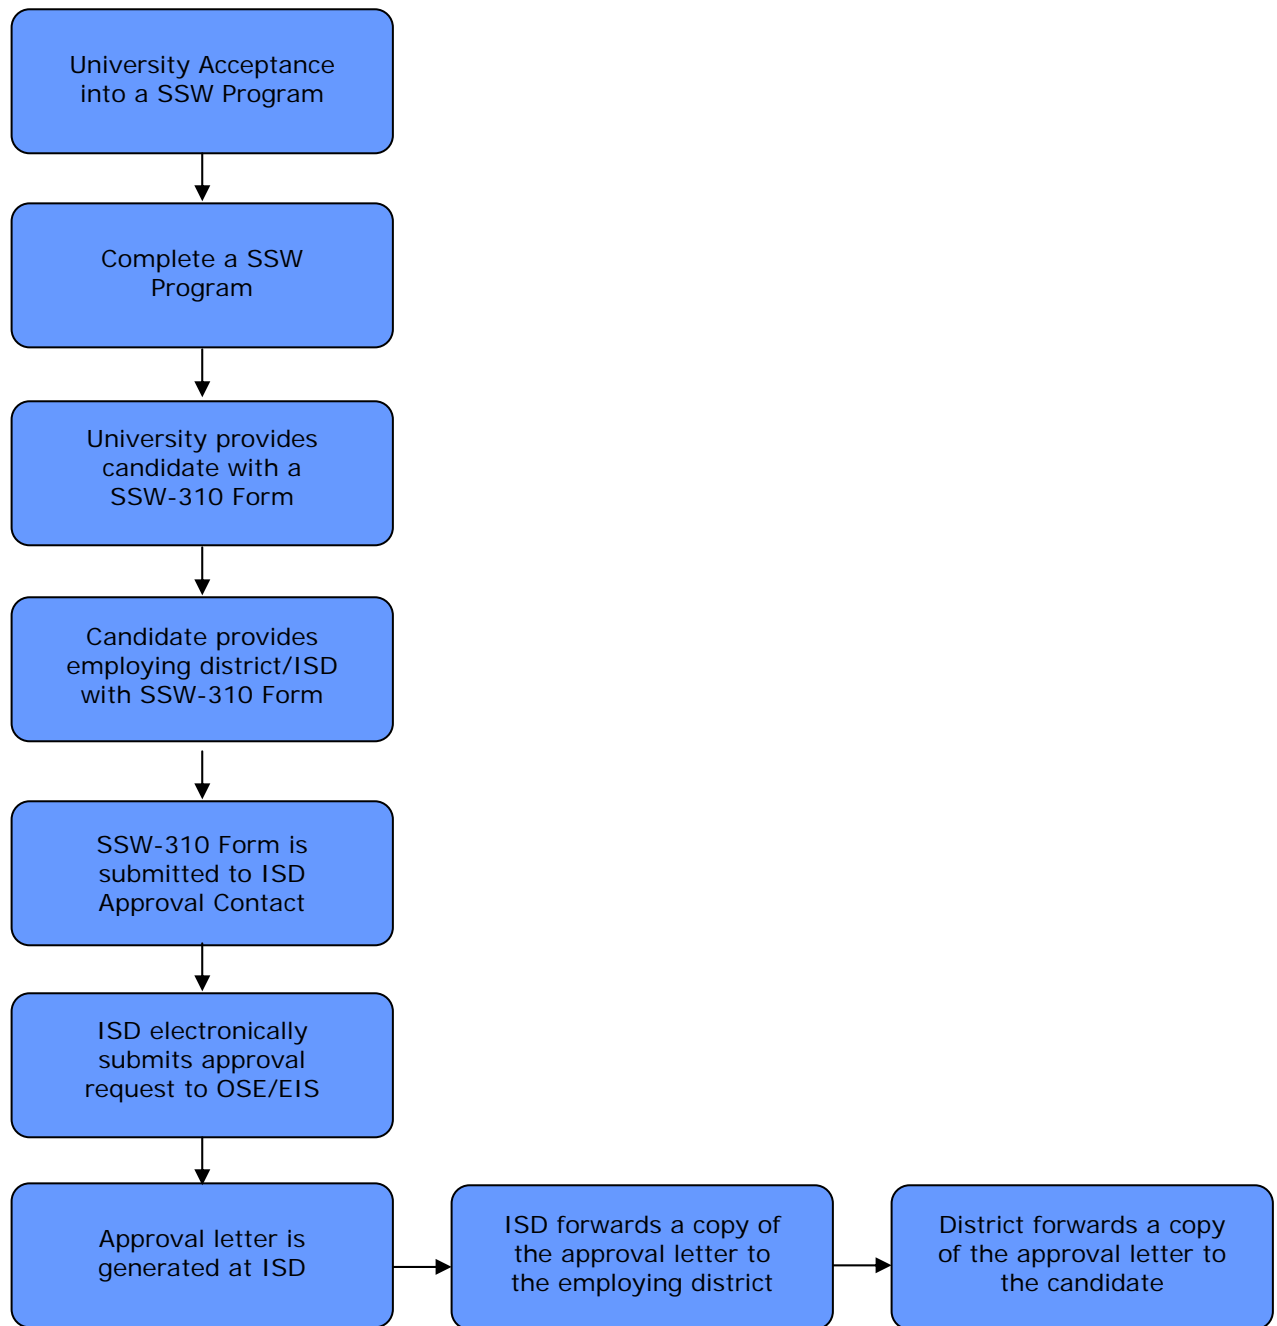 University Acceptance
into a SSW Program
Complete a SSW
Program
University provides
candidate with a
SSW-310 Form
Candidate provides
employing district/ISD
with SSW-310 Form
SSW-310 Form is
submitted to ISD
Approval Contact
ISD electronically
submits approval
request to OSE/EIS
Approval letter is
generated at ISD
ISD forwards a copy of
the approval letter to
the employing district
District forwards a copy
of the approval letter to
the candidate